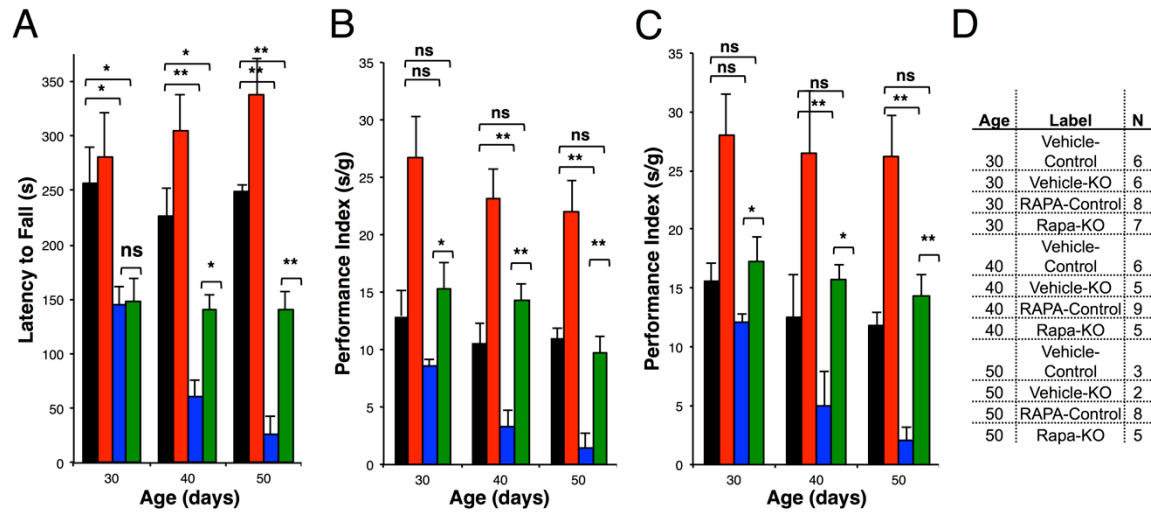 A
Latency to Fall (s)
350
300
250
200
150
100
50
0
* *
* ** **
* **
ns * **
30 40 50
Age (days)
B
Performance Index (s/g)
35
30
25
20
15
10
5
0
ns
ns
ns
**
ns
**
* ** **
30 40 50
Age (days)
C
Performance Index (s/g)
35
30
25
20
15
10
5
0
ns
ns
ns
**
ns
**
* * **
30 40 50
Age (days)
D
Age Label N
30 Vehicle-
Control 6
30 Vehicle-KO 6
30 RAPA-Control 8
30 Rapa-KO 7
40 Vehicle-
Control 6
40 Vehicle-KO 5
40 RAPA-Control 9
40 Rapa-KO 5
50 Vehicle-
Control 3
50 Vehicle-KO 2
50 RAPA-Control 8
50 Rapa-KO 5